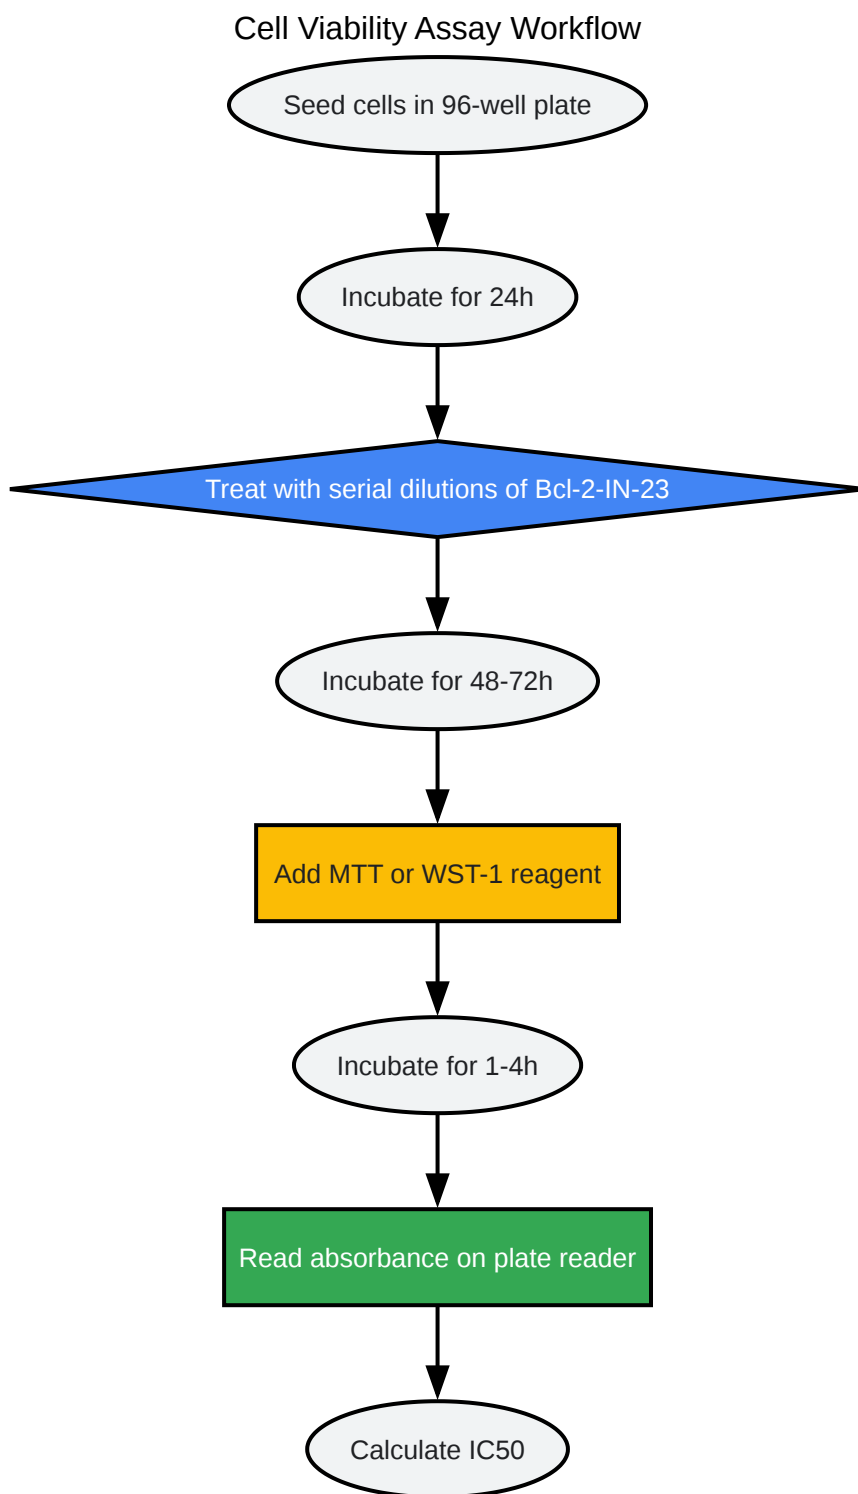 Cell Viability Assay Workflow
Seed cells in 96-well plate
Incubate for 24h
Treat with serial dilutions of Bcl-2-IN-23
Incubate for 48-72h
Add MTT or WST-1 reagent
Incubate for 1-4h
Read absorbance on plate reader
Calculate IC50